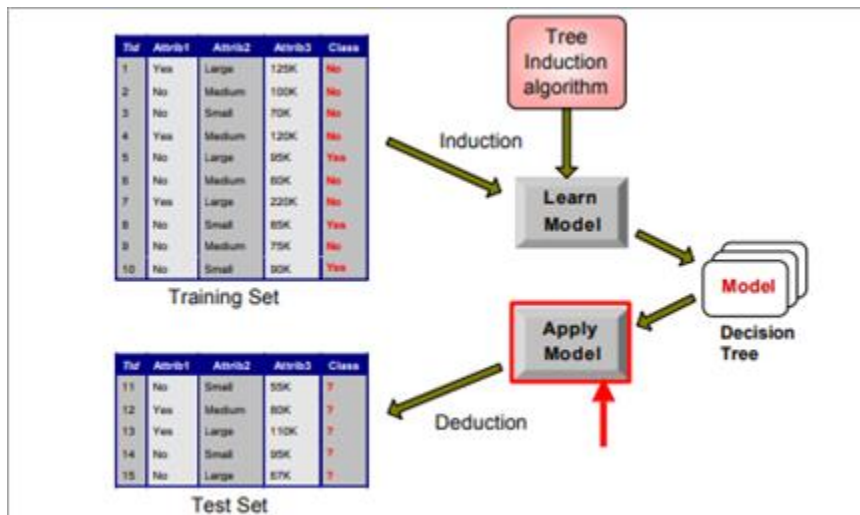 Tid Attrib1 Attrib2 Attrib3 Class
1 Yes Large 125K No
2 No Medium 100K No
3 No Small 70K No
4 Yes Medium 120K No
5 No Large 95K Yes
6 No Medium 60K No
7 Yes Large 220K No
8 No Small 85K Yes
9 No Medium 75K No
10 No Small 90K Yes
Training Set
Tree
Induction
algorithm
Induction
Learn
Model
Model
Decision
Tree
Apply
Model
Deduction
Tid Attrib1 Attrib2 Attrib3 Class
11 No Small 55K ?
12 Yes Medium 80K ?
13 Yes Large 110K ?
14 No Small 95K ?
15 No Large 67K ?
Test Set